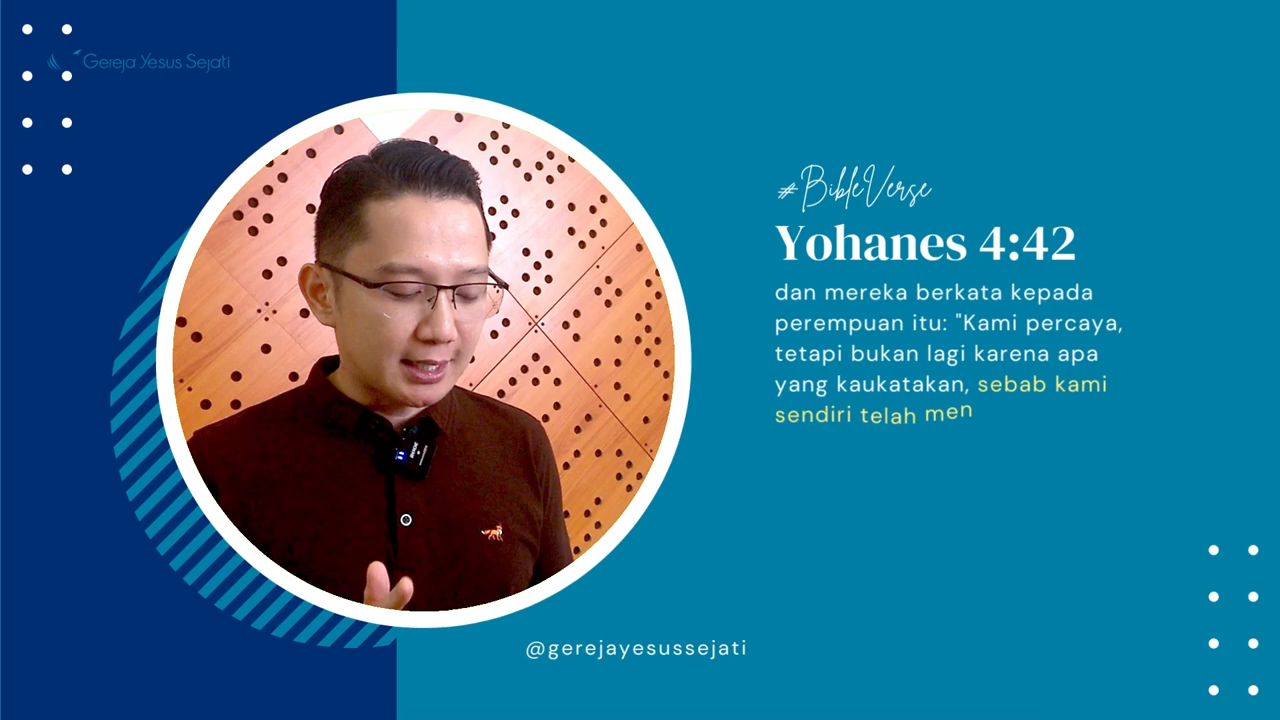 Gereja Yesus Sejati
#BibleVerse
Yohanes 4:42
dan mereka berkata kepada
perempuan itu: "Kami percaya,
tetapi bukan lagi karena apa
yang kaukatakan, sebab kami
sendiri telah men
@gerejayesussejati